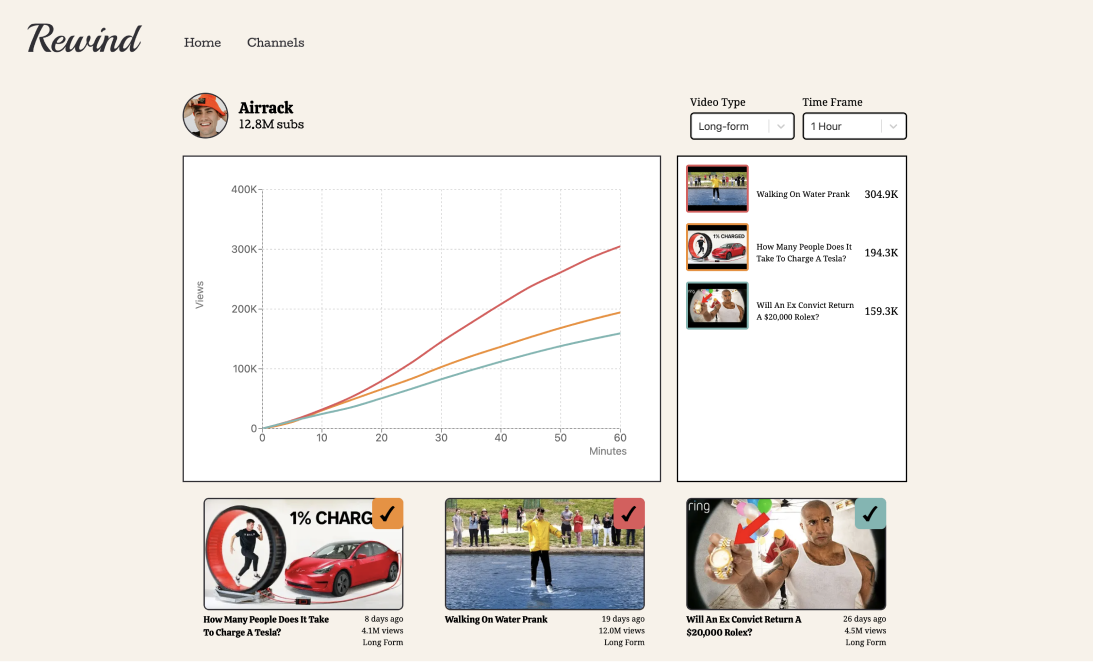 Rewind
Home
Channels
Airrack
12.8M subs
Video Type
Time Frame
Long-form
1 Hour
400K
300K
200K
100K
0
Views
0
10
20
30
40
50
60
Minutes
Walking On Water Prank
304.9K
1% CHARGED
How Many People Does It
Take To Charge A Tesla?
194.3K
ring
Will An Ex Convict Return
A $20,000 Rolex?
159.3K
1% CHARG
How Many People Does It Take
To Charge A Tesla?
8 days ago
4.1M views
Long Form
Walking On Water Prank
19 days ago
12.0M views
Long Form
ring
Will An Ex Convict Return A
$20,000 Rolex?
26 days ago
4.5M views
Long Form